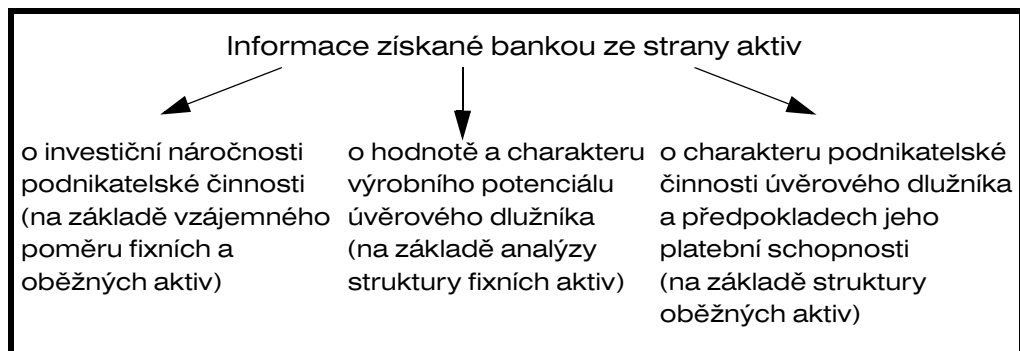 Informace získané bankou ze strany aktiv
o investiční náročnosti
podnikatelské činnosti
(na základě vzájemného
poměru fixních a
oběžných aktiv)
o hodnotě a charakteru
výrobního potenciálu
úvěrového dlužníka
(na základě analýzy
struktury fixních aktiv)
o charakteru podnikatelské
činnosti úvěrového dlužníka
a předpokladech jeho
platební schopnosti
(na základě struktury
oběžných aktiv)